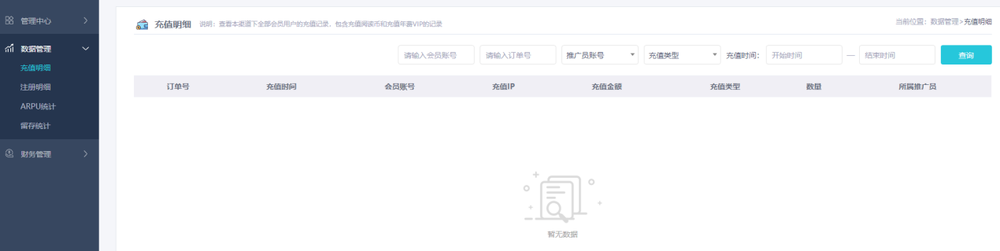 管理中心
数据管理
充值明细
注册明细
ARPU统计
留存统计
财务管理
充值明细 说明：查看本渠道下全部会员用户的充值记录，包含充值阅读币和充值年费VIP的记录
当前位置：数据管理>充值明细
请输入会员账号 请输入订单号 推广员账号 充值类型 充值时间： 开始时间 — 结束时间 查询
订单号 充值时间 会员账号 充值IP 充值金额 充值类型 数量 所属推广员
暂无数据